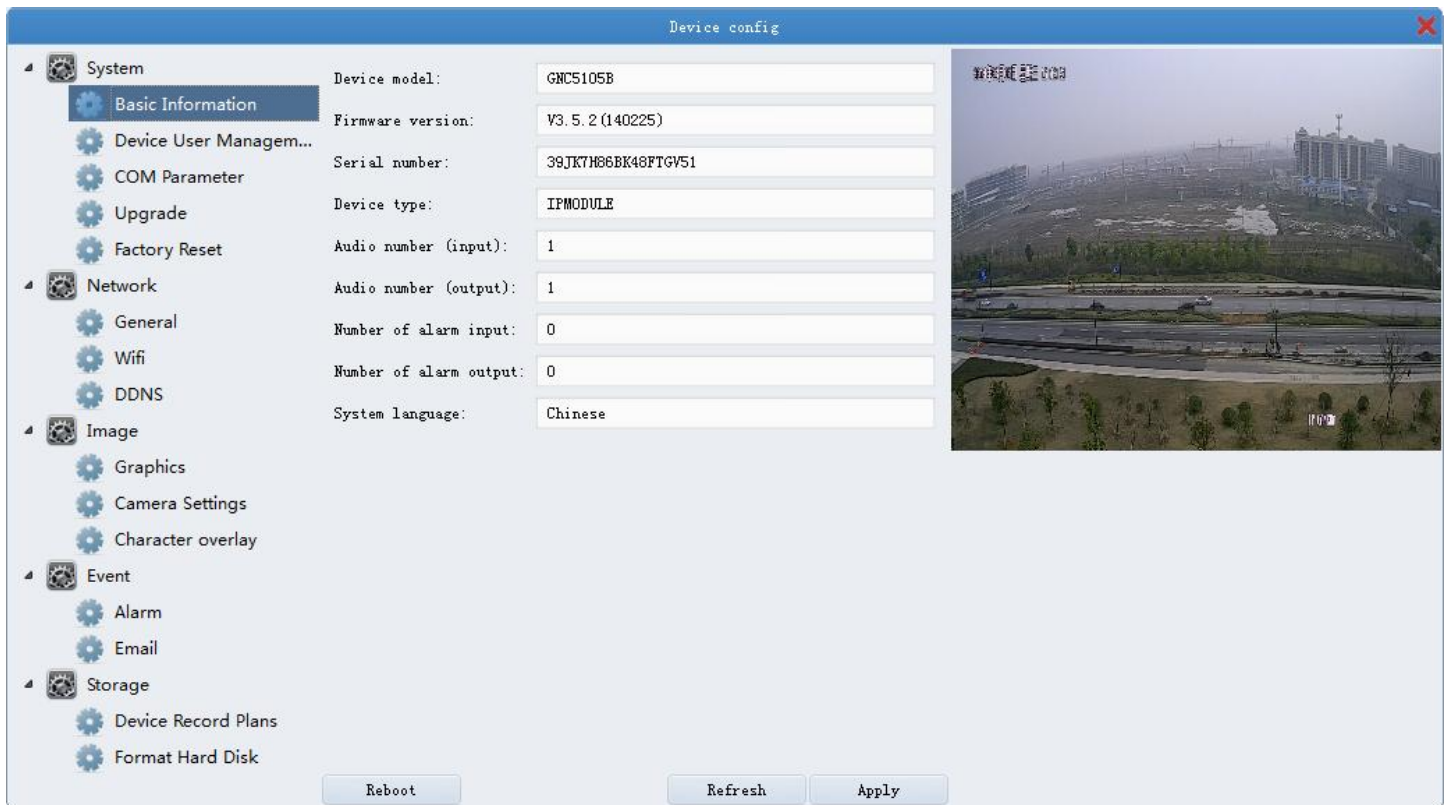 Device config
System
Basic Information
Device User Managem...
COM Parameter
Upgrade
Factory Reset
Network
General
Wifi
DDNS
Image
Graphics
Camera Settings
Character overlay
Event
Alarm
Email
Storage
Device Record Plans
Format Hard Disk
Device model: GNC5105B
Firmware version: V3.5.2(140225)
Serial number: 39JK7H86BK48FTGV51
Device type: IPMODULE
Audio number (input): 1
Audio number (output): 1
Number of alarm input: 0
Number of alarm output: 0
System language: Chinese
Reboot
Refresh
Apply